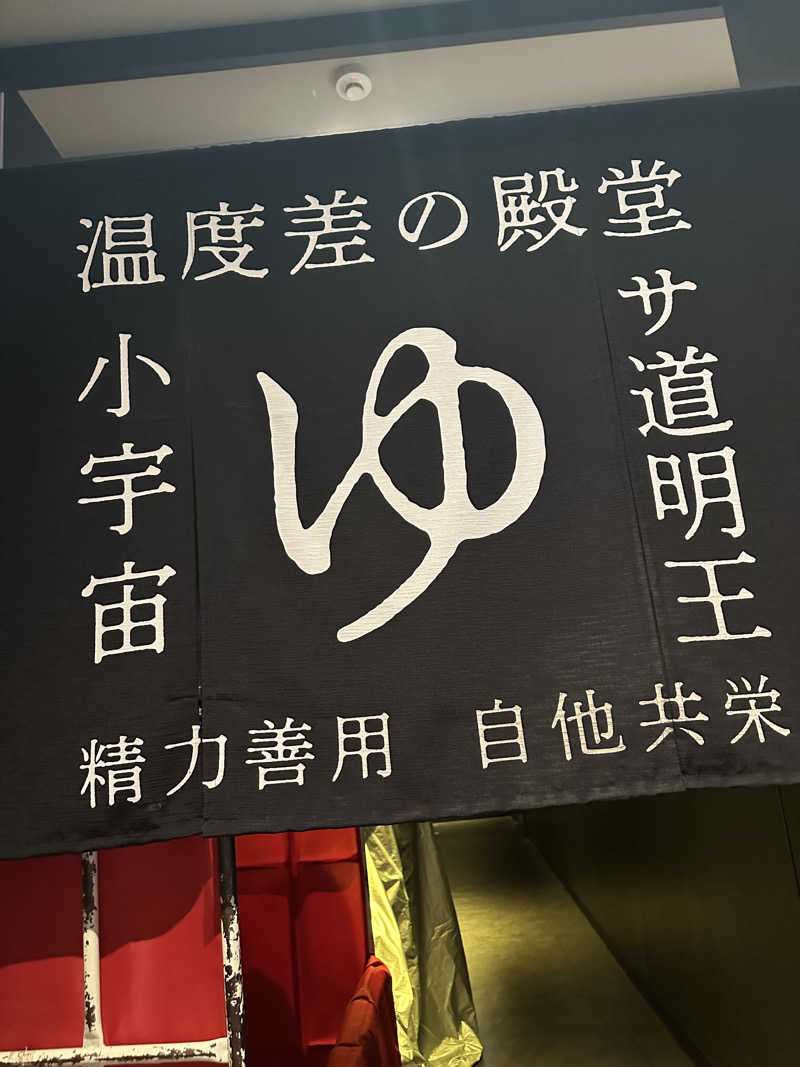 温度差の殿堂
サ道明王
ゆ
小宇宙
精力善用 自他共栄